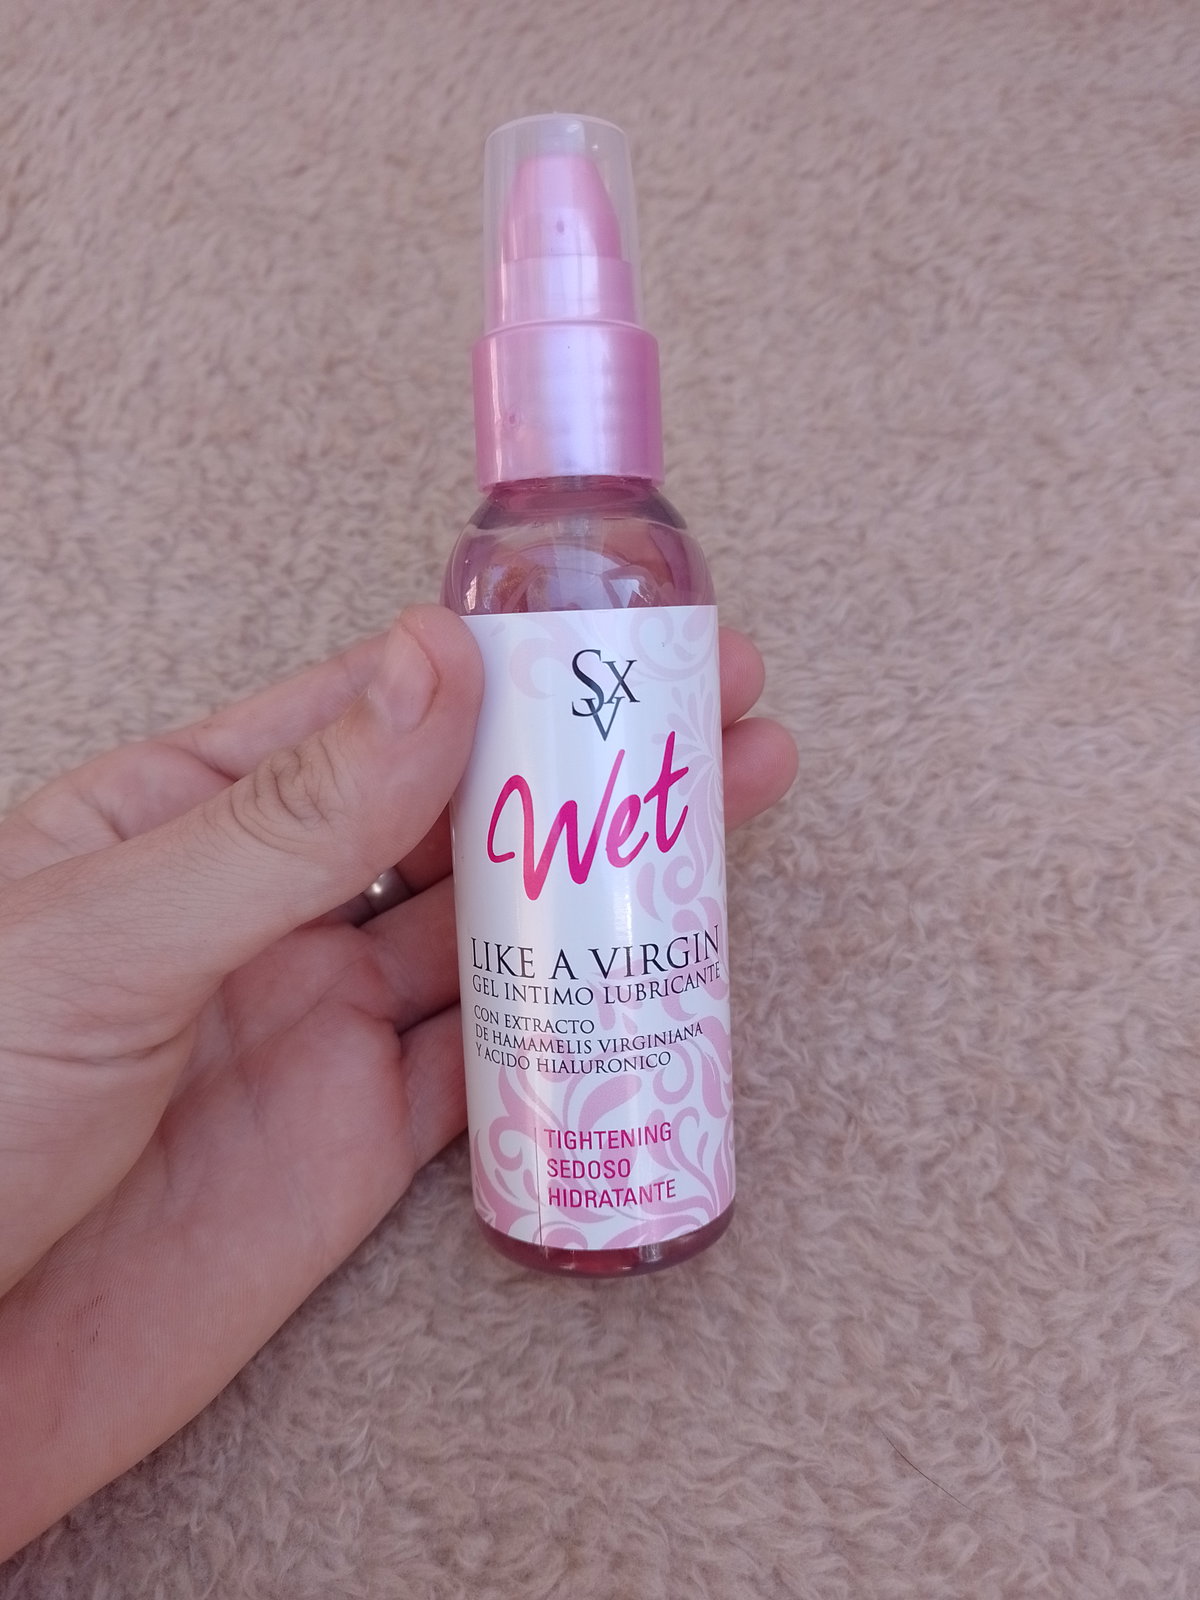 SXV
Wet
LIKE A VIRGIN
GEL INTIMO LUBRICANTE
CON EXTRACTO
DE HAMAMELIS VIRGINIANA
Y ACIDO HIALURONICO
TIGHTENING
SEDOSO
HIDRATANTE